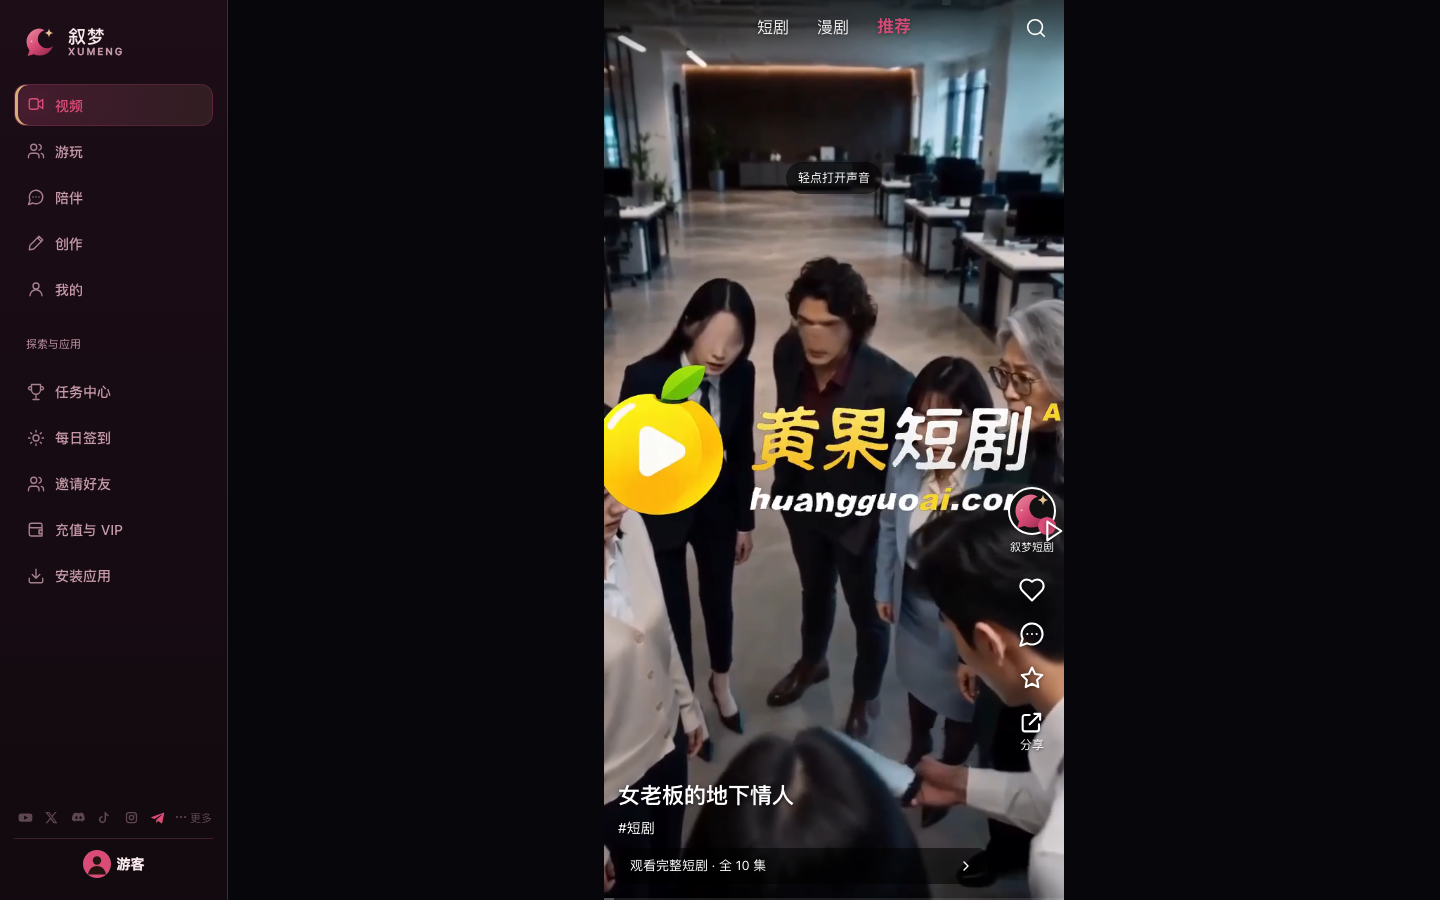 叙梦
XUMENG
视频
游玩
陪伴
创作
我的
探索与应用
任务中心
每日签到
邀请好友
充值与 VIP
安装应用
更多
游客
短剧
漫剧
推荐
轻点打开声音
黄果短剧
A
huangguoai.com
叙梦短剧
分享
女老板的地下情人
#短剧
观看完整短剧 · 全 10 集